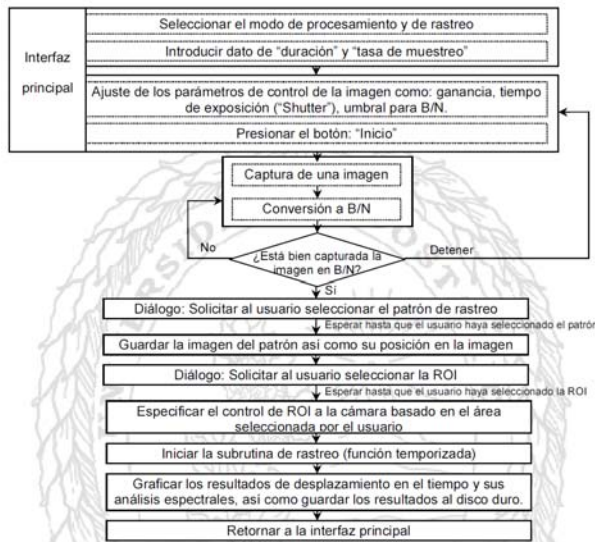 Interfaz
principal
Seleccionar el modo de procesamiento y de rastreo
Introducir dato de “duración” y “tasa de muestreo”
Ajuste de los parámetros de control de la imagen como: ganancia, tiempo
de exposición (“Shutter”), umbral para B/N.
Presionar el botón: “Inicio”
Captura de una imagen
Conversión a B/N
No
¿Está bien capturada la
imagen en B/N?
Detener
Sí
Diálogo: Solicitar al usuario seleccionar el patrón de rastreo
Esperar hasta que el usuario haya seleccionado el patrón
Guardar la imagen del patrón así como su posición en la imagen
Diálogo: Solicitar al usuario seleccionar la ROI
Esperar hasta que el usuario haya seleccionado la ROI
Especificar el control de ROI a la cámara basado en el área
seleccionada por el usuario
Iniciar la subrutina de rastreo (función temporizada)
Graficar los resultados de desplazamiento en el tiempo y sus
análisis espectrales, así como guardar los resultados al disco duro.
Retornar a la interfaz principal